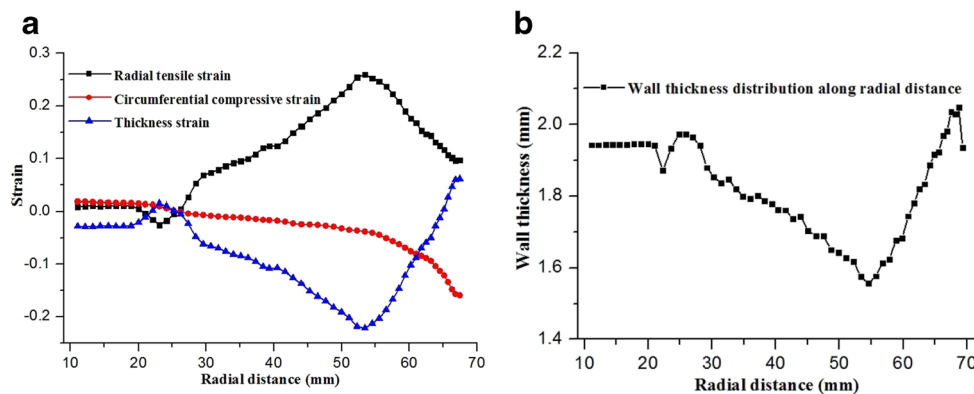 a
0.3
0.2
0.1
0.0
-0.1
-0.2
Strain
Radial tensile strain
Circumferential compressive strain
Thickness strain
10 20 30 40 50 60 70
Radial distance (mm)
b
2.2
2.0
1.8
1.6
1.4
Wall thickness (mm)
Wall thickness distribution along radial distance
10 20 30 40 50 60 70
Radial distance (mm)